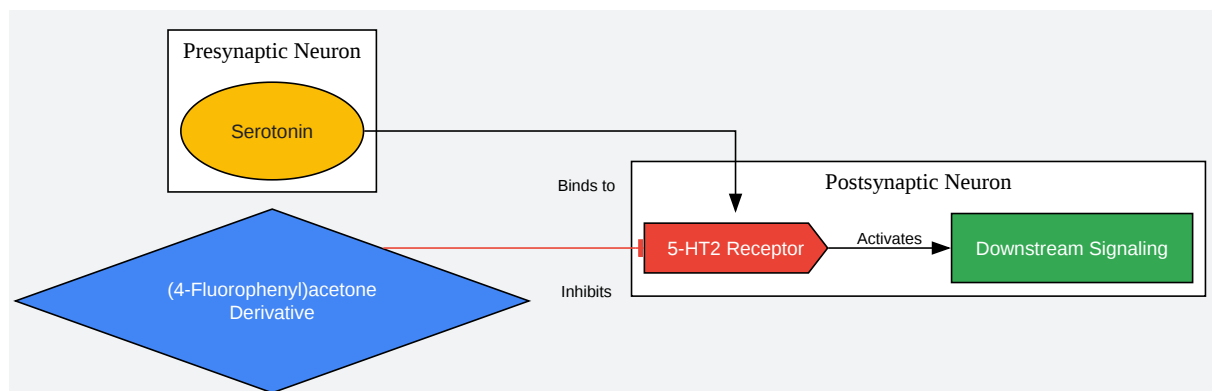 Presynaptic Neuron
Serotonin
Binds to
Postsynaptic Neuron
5-HT2 Receptor
Activates
Downstream Signaling
(4-Fluorophenyl)acetone
Derivative
Inhibits